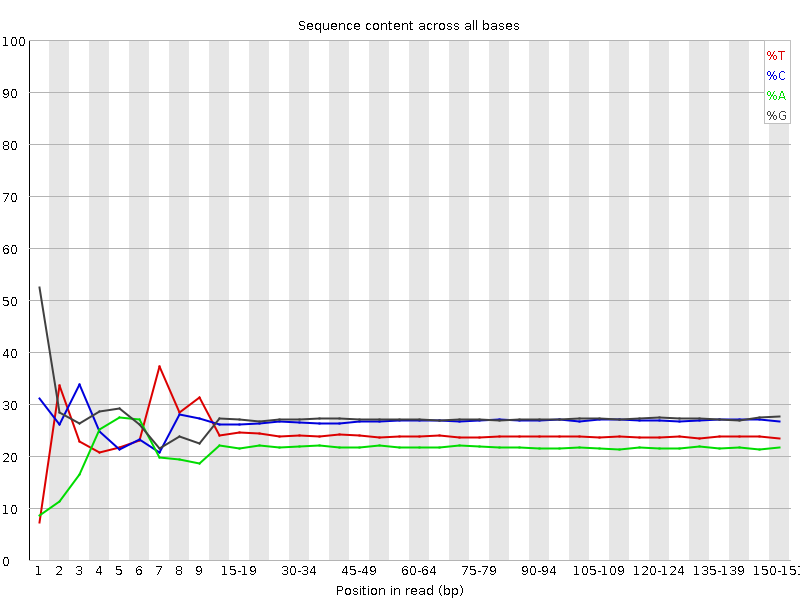 Sequence content across all bases
100
90
80
70
60
50
40
30
20
10
0
%T
%C
%A
%G
1 2 3 4 5 6 7 8 9 15-19 30-34 45-49 60-64 75-79 90-94 105-109 120-124 135-139 150-151
Position in read (bp)